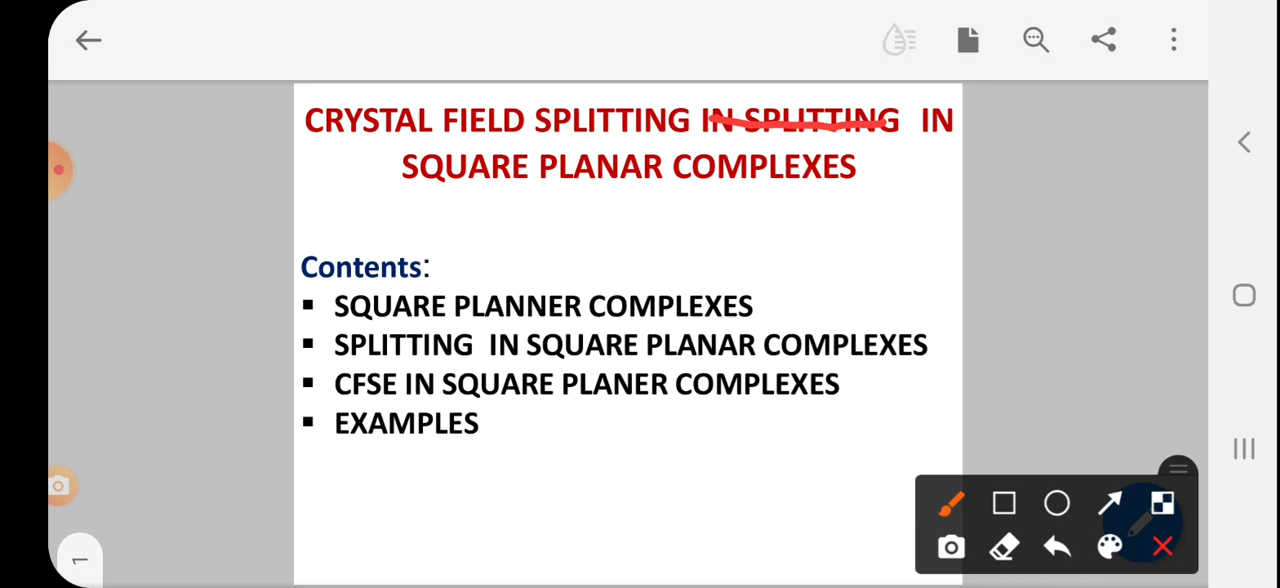 CRYSTAL FIELD SPLITTING IN SPLITTING IN
SQUARE PLANAR COMPLEXES
Contents:
▪ SQUARE PLANNER COMPLEXES
▪ SPLITTING IN SQUARE PLANAR COMPLEXES
▪ CFSE IN SQUARE PLANER COMPLEXES
▪ EXAMPLES
1